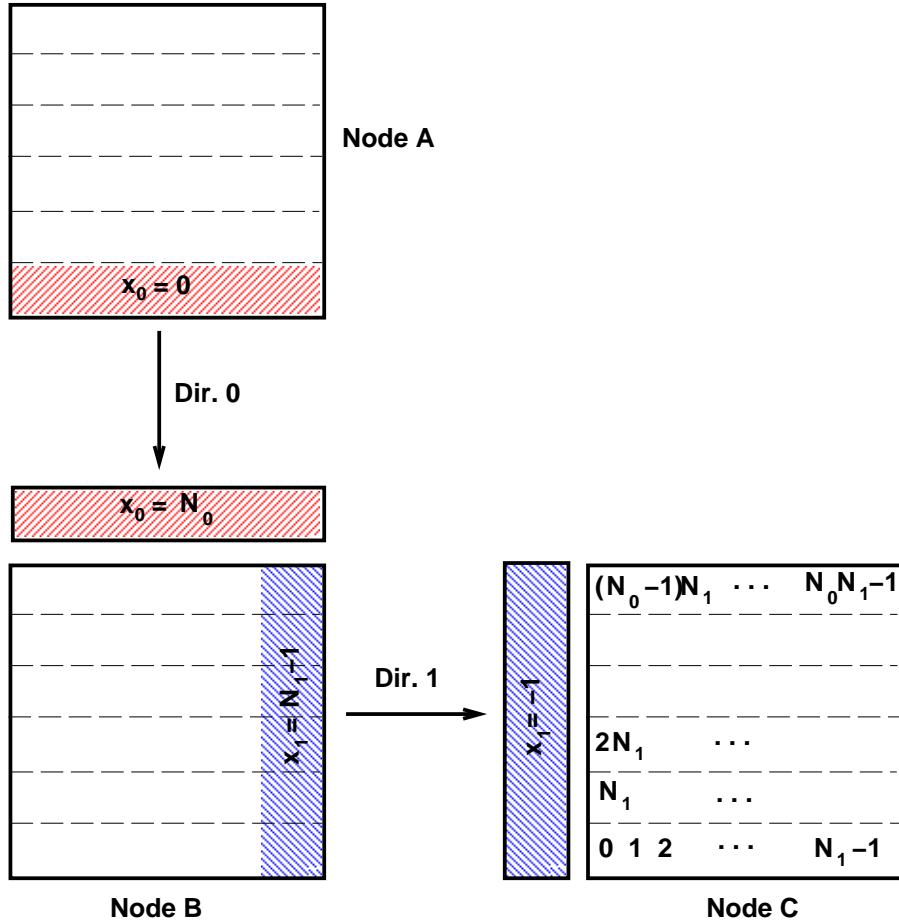 Node A
x₀ = 0
Dir. 0
x₀ = N₀
(N₀−1)N₁ ··· N₀N₁−1
x₁ = N₁−1
Dir. 1
x₁ = −1
2N₁ ···
N₁ ···
0 1 2 ··· N₁−1
Node B
Node C